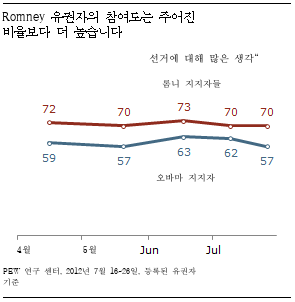 Romney 유권자의 참여도는 주어진
비율보다 더 높습니다
선거에 대해 많은 생각“
롬니 지지자들
72 70 73 70 70
59 57 63 62 57
오바마 지지자
4월 5월 Jun Jul
PEW 연구 센터, 2012년 7월 16-26일, 등록된 유권자
기준